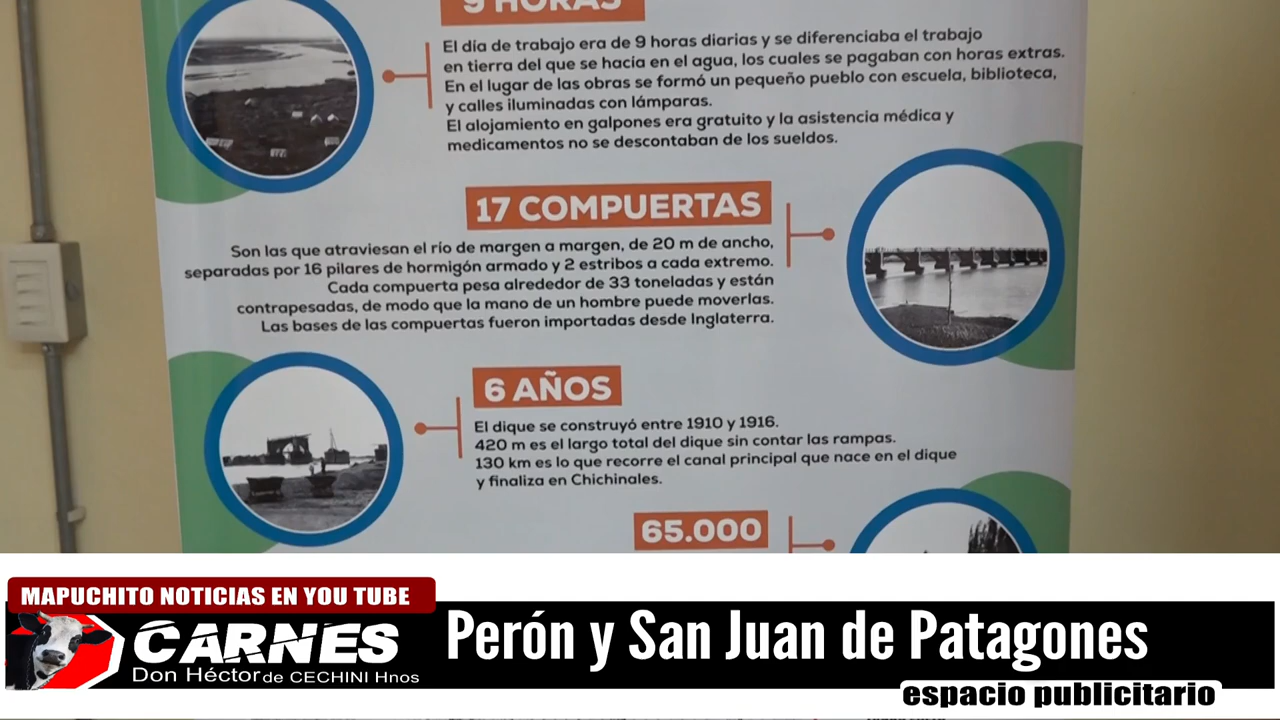 9 HORAS
El día de trabajo era de 9 horas diarias y se diferenciaba el trabajo
en tierra del que se hacía en el agua, los cuales se pagaban con horas extras.
En el lugar de las obras se formó un pequeño pueblo con escuela, biblioteca,
y calles iluminadas con lámparas.
El alojamiento en galpones era gratuito y la asistencia médica y
medicamentos no se descontaban de los sueldos.
17 COMPUERTAS
Son las que atraviesan el río de margen a margen, de 20 m de ancho,
separadas por 16 pilares de hormigón armado y 2 estribos a cada extremo.
Cada compuerta pesa alrededor de 33 toneladas y están
contrapesadas, de modo que la mano de un hombre puede moverlas.
Las bases de las compuertas fueron importadas desde Inglaterra.
6 AÑOS
El dique se construyó entre 1910 y 1916.
420 m es el largo total del dique sin contar las rampas.
130 km es lo que recorre el canal principal que nace en el dique
y finaliza en Chichinales.
65.000
MAPUCHITO NOTICIAS EN YOU TUBE
CARNES
Don Héctor de CECHINI Hnos
Perón y San Juan de Patagones
espacio publicitario